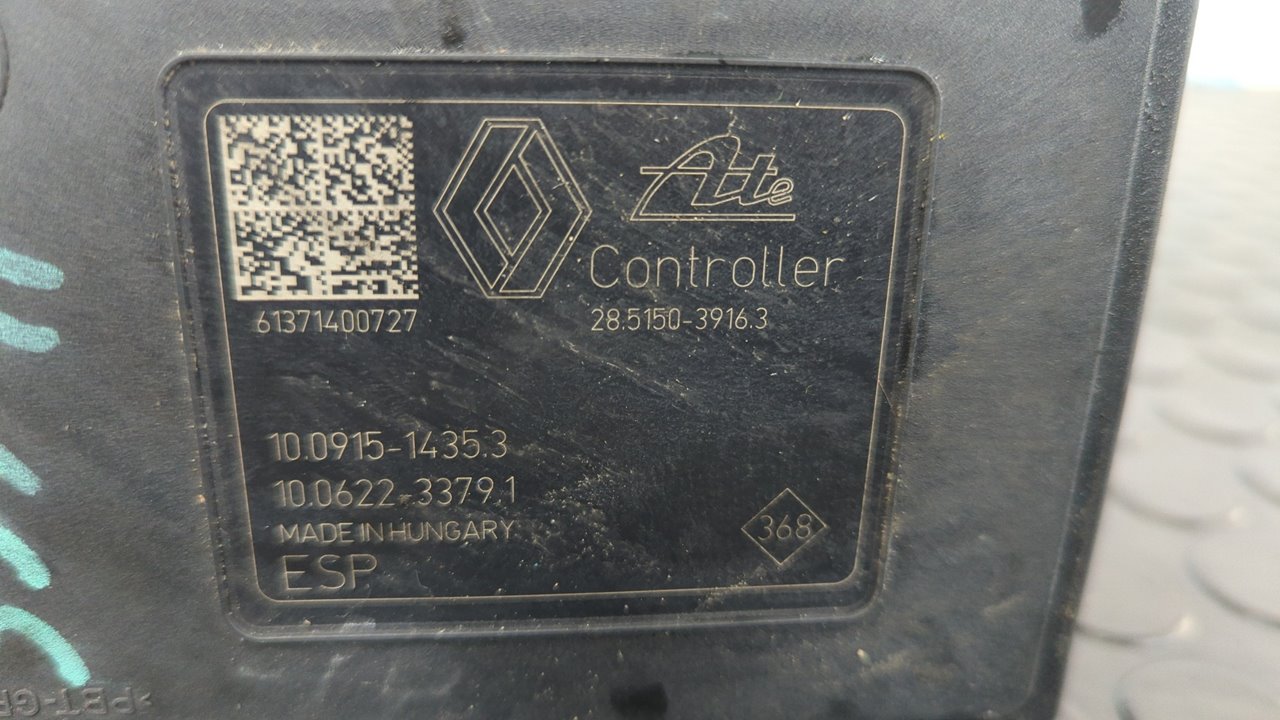 Ate
Controller
61371400727
28.5150-3916.3
10.0915-1435.3
10.0622-3379.1
MADE IN HUNGARY
368
ESP